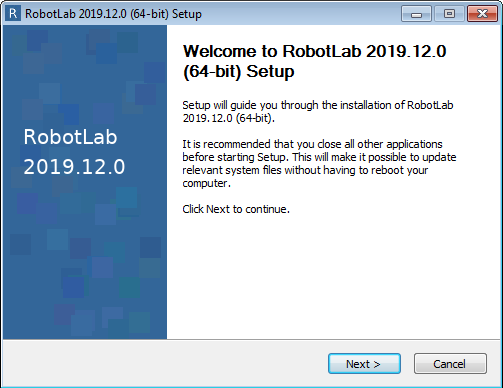 R RobotLab 2019.12.0 (64-bit) Setup
RobotLab
2019.12.0
Welcome to RobotLab 2019.12.0
(64-bit) Setup
Setup will guide you through the installation of RobotLab
2019.12.0 (64-bit).
It is recommended that you close all other applications
before starting Setup. This will make it possible to update
relevant system files without having to reboot your
computer.
Click Next to continue.
Next >
Cancel